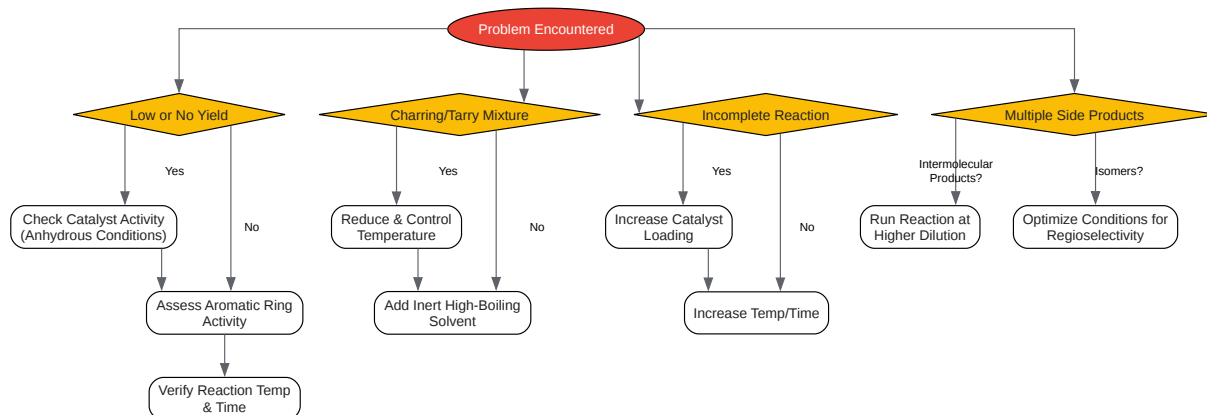 Problem Encountered
Low or No Yield
Charring/Tarry Mixture
Incomplete Reaction
Multiple Side Products
Yes
Yes
Yes
Intermolecular
Products?
Isomers?
Check Catalyst Activity
(Anhydrous Conditions)
No
Reduce & Control
Temperature
No
Increase Catalyst
Loading
No
Run Reaction at
Higher Dilution
Optimize Conditions for
Regioselectivity
Assess Aromatic Ring
Activity
Add Inert High-Boiling
Solvent
Increase Temp/Time
Verify Reaction Temp
& Time